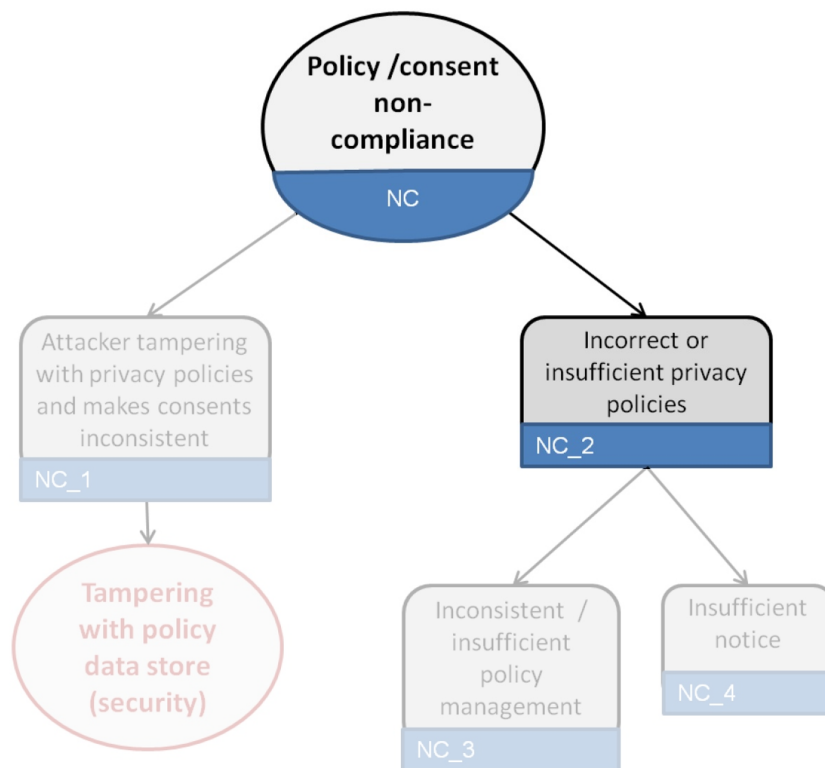 Policy /consent
non-
compliance
NC
Attacker tampering
with privacy policies
and makes consents
inconsistent
NC_1
Incorrect or
insufficient privacy
policies
NC_2
Tampering
with policy
data store
(security)
Inconsistent /
insufficient
policy
management
NC_3
Insufficient
notice
NC_4